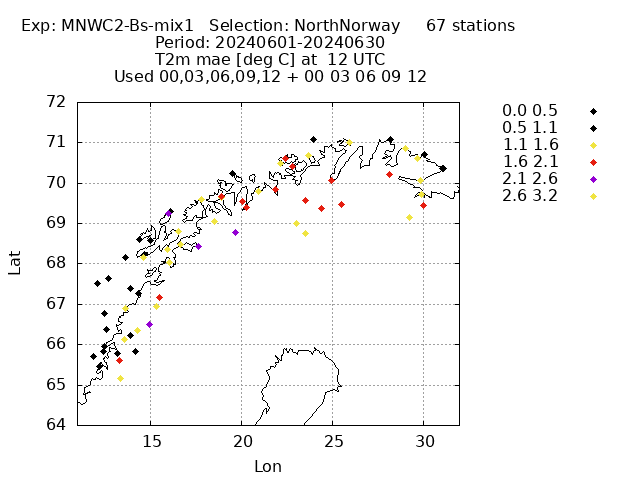 Exp: MNWC2-Bs-mix1 Selection: NorthNorway 67 stations
Period: 20240601-20240630
T2m mae [deg C] at 12 UTC
Used 00,03,06,09,12 + 00 03 06 09 12
72
71
70
69
68
67
66
65
64
Lat
15 20 25 30
Lon
0.0 0.5
0.5 1.1
1.1 1.6
1.6 2.1
2.1 2.6
2.6 3.2